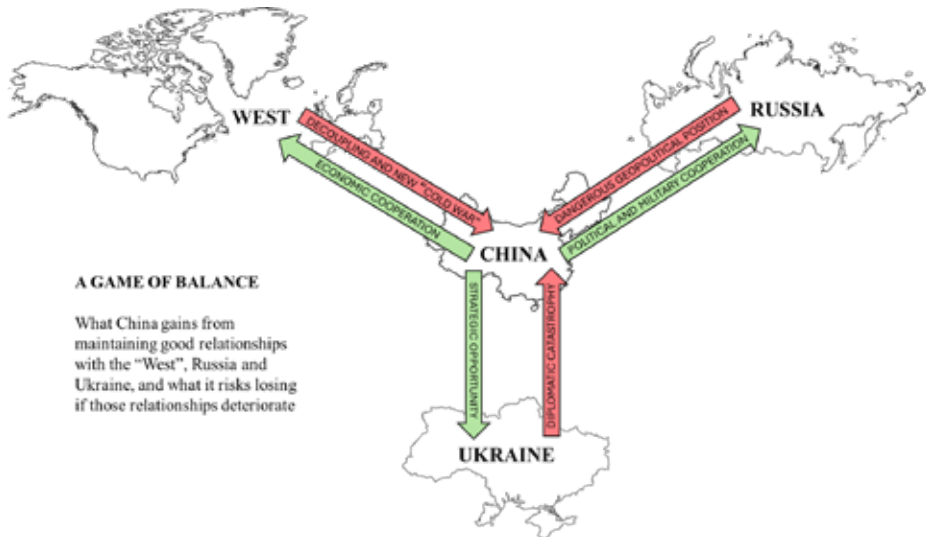 WEST
RUSSIA
DECOUPLING AND NEW "COLD WAR"
ECONOMIC COOPERATION
DANGEROUS GEOPOLITICAL POSITION
POLITICAL AND MILITARY COOPERATION
CHINA
A GAME OF BALANCE
What China gains from
maintaining good relationships
with the “West”, Russia and
Ukraine, and what it risks losing
if those relationships deteriorate
STRATEGIC OPPORTUNITY
DIPLOMATIC CATASTROPHY
UKRAINE